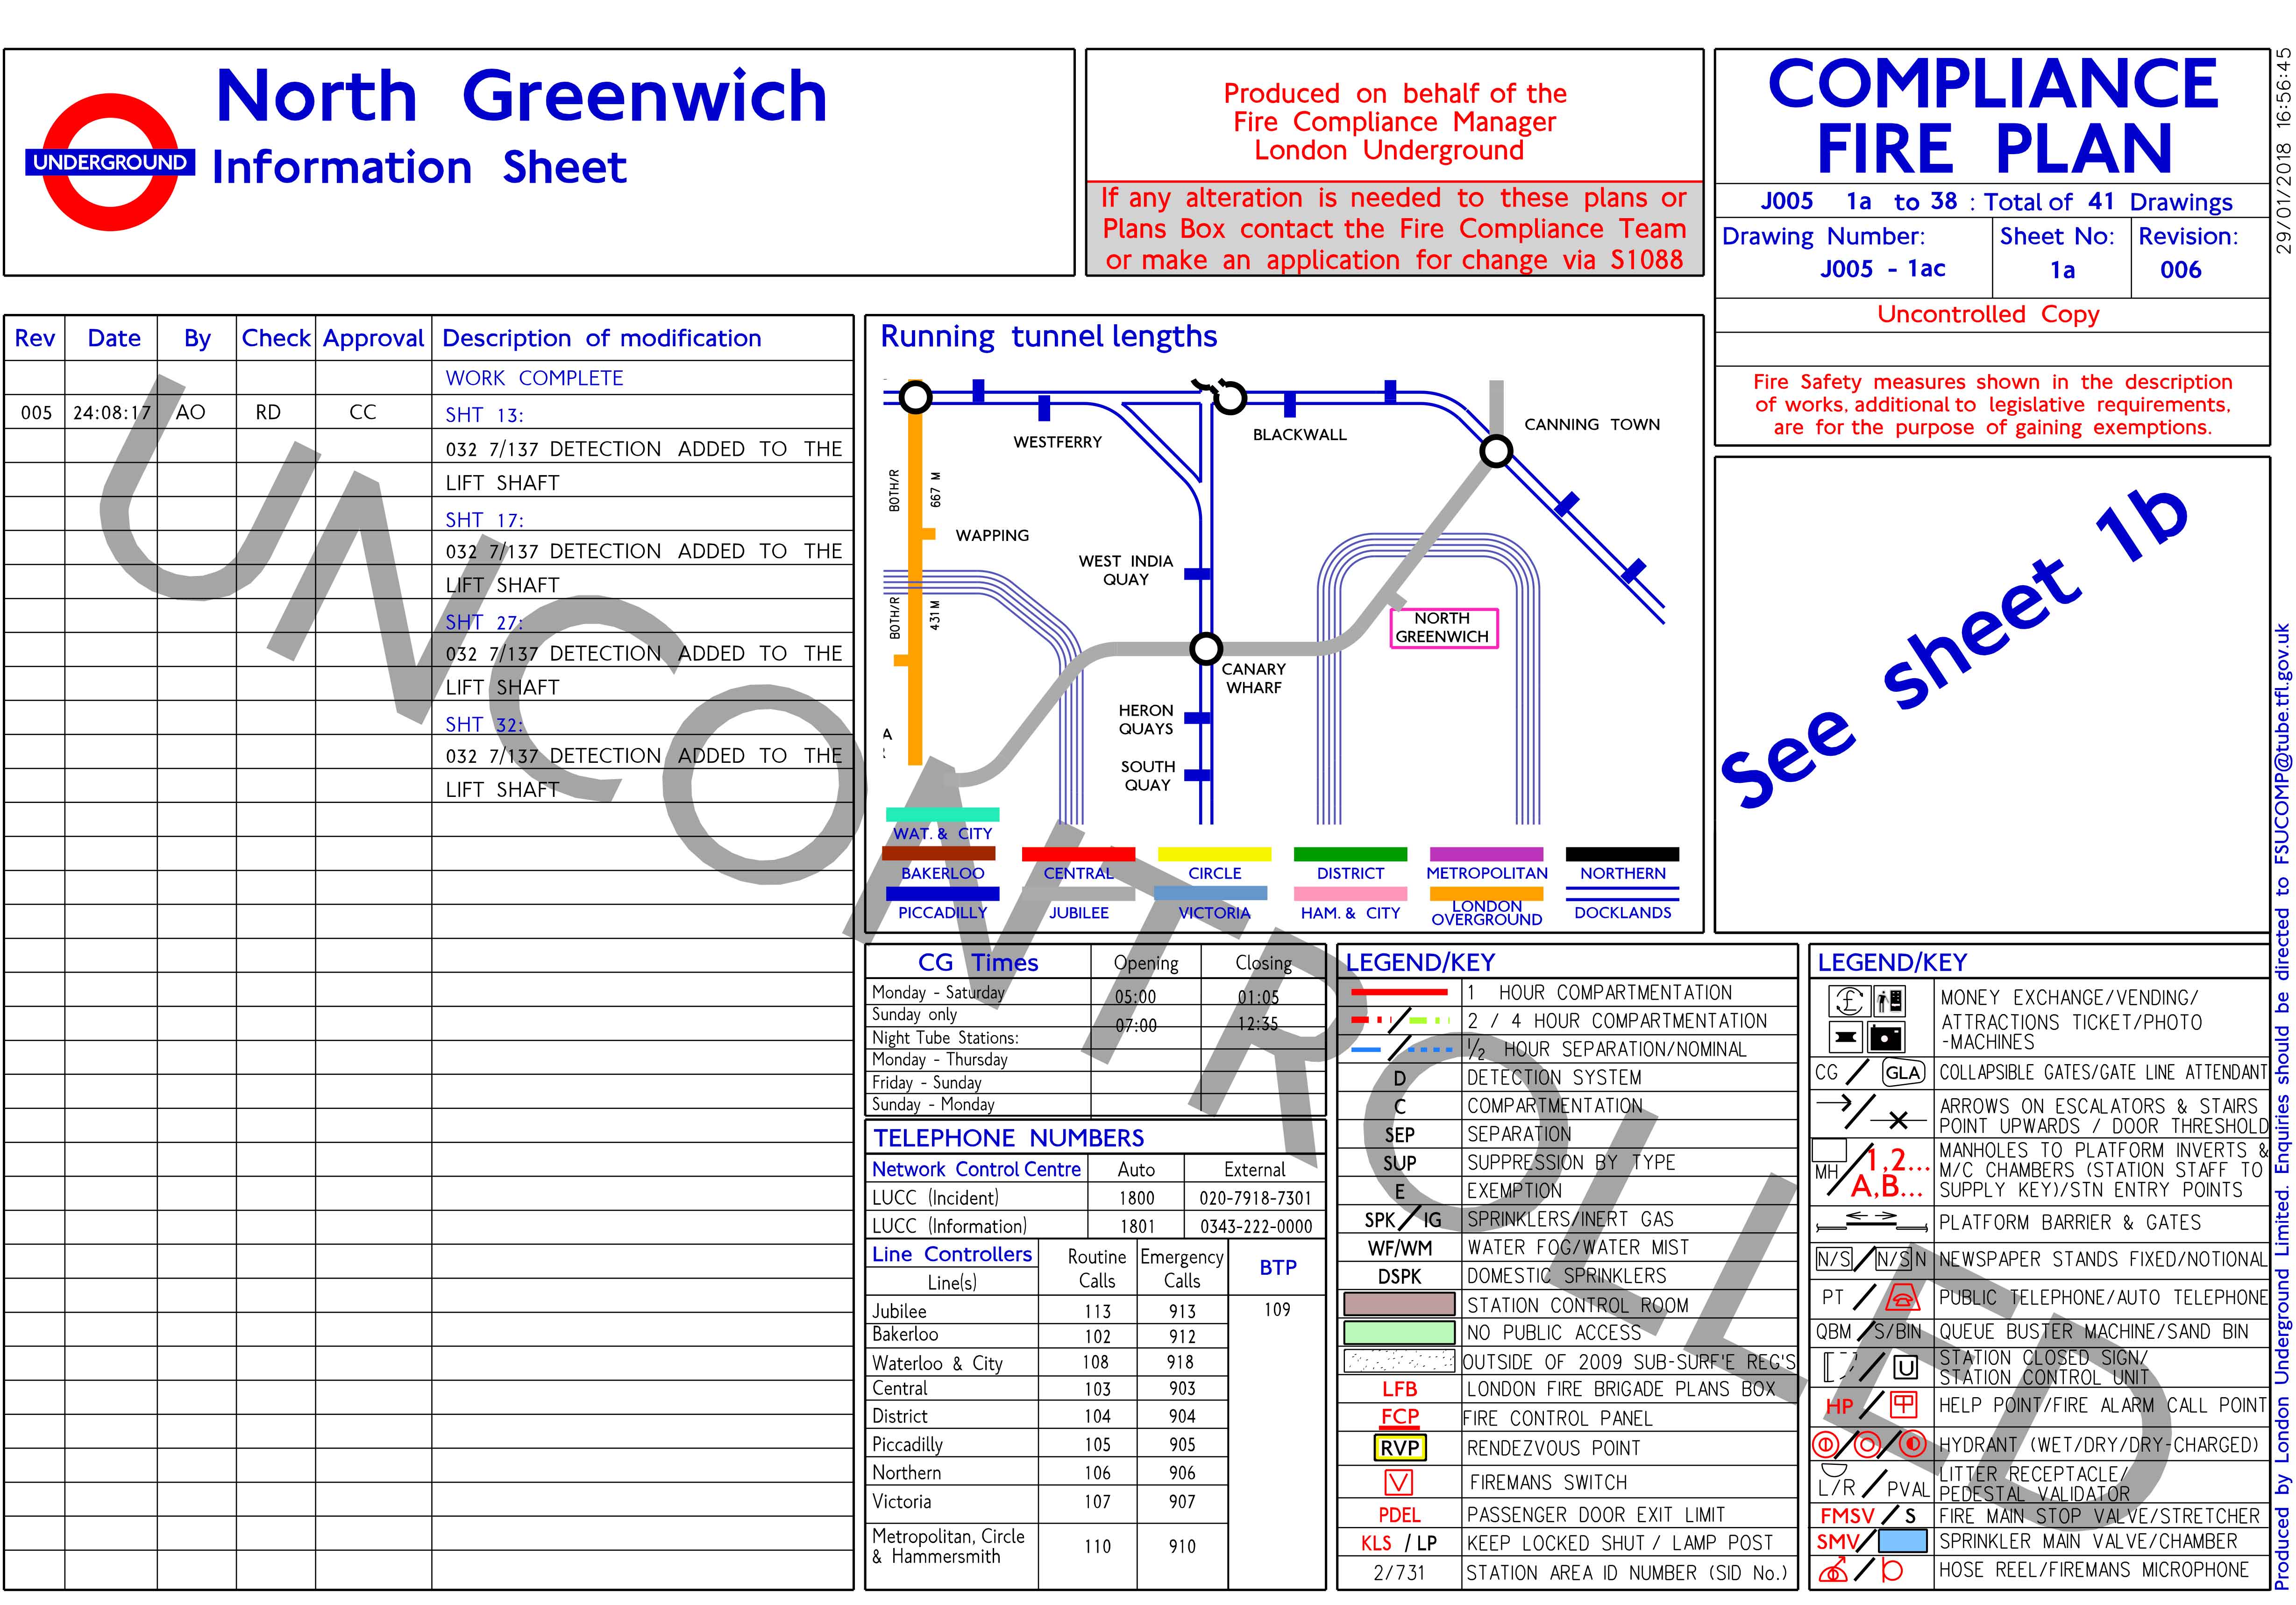 North Greenwich
UNDERGROUND
Information Sheet
Produced on behalf of the
Fire Compliance Manager
London Underground
If any alteration is needed to these plans or
Plans Box contact the Fire Compliance Team
or make an application for change via S1088
COMPLIANCE
FIRE PLAN
J005 1a to 38 : Total of 41 Drawings
Drawing Number: Sheet No: Revision:
J005 - 1ac 1a 006
Uncontrolled Copy
Fire Safety measures shown in the description
of works, additional to legislative requirements,
are for the purpose of gaining exemptions.
29/01/2018 16:56:45
Rev Date By Check Approval Description of modification
WORK COMPLETE
005 24:08:17 AO RD CC SHT 13:
032 7/137 DETECTION ADDED TO THE
LIFT SHAFT
SHT 17:
032 7/137 DETECTION ADDED TO THE
LIFT SHAFT
SHT 27:
032 7/137 DETECTION ADDED TO THE
LIFT SHAFT
SHT 32:
032 7/137 DETECTION ADDED TO THE
LIFT SHAFT
UNCONTROLLED
Running tunnel lengths
WESTFERRY
BLACKWALL
CANNING TOWN
BOTH/R
667 M
WAPPING
WEST INDIA
QUAY
BOTH/R
431M
NORTH
GREENWICH
CANARY
WHARF
HERON
QUAYS
A
SOUTH
QUAY
WAT. & CITY
BAKERLOO CENTRAL CIRCLE DISTRICT METROPOLITAN NORTHERN
PICCADILLY JUBILEE VICTORIA HAM. & CITY LONDON OVERGROUND DOCKLANDS
See sheet 1b
CG Times Opening Closing
Monday - Saturday 05:00 01:05
Sunday only 07:00 12:35
Night Tube Stations:
Monday - Thursday
Friday - Sunday
Sunday - Monday
TELEPHONE NUMBERS
Network Control Centre Auto External
LUCC (Incident) 1800 020-7918-7301
LUCC (Information) 1801 0343-222-0000
Line Controllers Routine Emergency BTP
Line(s) Calls Calls
Jubilee 113 913 109
Bakerloo 102 912
Waterloo & City 108 918
Central 103 903
District 104 904
Piccadilly 105 905
Northern 106 906
Victoria 107 907
Metropolitan, Circle
& Hammersmith 110 910
LEGEND/KEY
1 HOUR COMPARTMENTATION
2 / 4 HOUR COMPARTMENTATION
1/2 HOUR SEPARATION/NOMINAL
D DETECTION SYSTEM
C COMPARTMENTATION
SEP SEPARATION
SUP SUPPRESSION BY TYPE
E EXEMPTION
SPK/IG SPRINKLERS/INERT GAS
WF/WM WATER FOG/WATER MIST
DSPK DOMESTIC SPRINKLERS
STATION CONTROL ROOM
NO PUBLIC ACCESS
OUTSIDE OF 2009 SUB-SURF'E REG'S
LFB LONDON FIRE BRIGADE PLANS BOX
FCP FIRE CONTROL PANEL
RVP RENDEZVOUS POINT
V FIREMANS SWITCH
PDEL PASSENGER DOOR EXIT LIMIT
KLS / LP KEEP LOCKED SHUT / LAMP POST
2/731 STATION AREA ID NUMBER (SID No.)
LEGEND/KEY
£ MONEY EXCHANGE/VENDING/
ATTRACTIONS TICKET/PHOTO
-MACHINES
CG / GLA COLLAPSIBLE GATES/GATE LINE ATTENDANT
ARROWS ON ESCALATORS & STAIRS
POINT UPWARDS / DOOR THRESHOLD
MH / 1,2... A,B... MANHOLES TO PLATFORM INVERTS &
M/C CHAMBERS (STATION STAFF TO
SUPPLY KEY)/STN ENTRY POINTS
PLATFORM BARRIER & GATES
N/S / N/S N NEWSPAPER STANDS FIXED/NOTIONAL
PT / PUBLIC TELEPHONE/AUTO TELEPHONE
QBM / S/BIN QUEUE BUSTER MACHINE/SAND BIN
STATION CLOSED SIGN/
U STATION CONTROL UNIT
HP / HELP POINT/FIRE ALARM CALL POINT
HYDRANT (WET/DRY/DRY-CHARGED)
L/R / PVAL LITTER RECEPTACLE/
PEDESTAL VALIDATOR
FMSV / S FIRE MAIN STOP VALVE/STRETCHER
SMV/ SPRINKLER MAIN VALVE/CHAMBER
HOSE REEL/FIREMANS MICROPHONE
Produced by London Underground Limited. Enquiries should be directed to FSUCOMP@tube.tfl.gov.uk